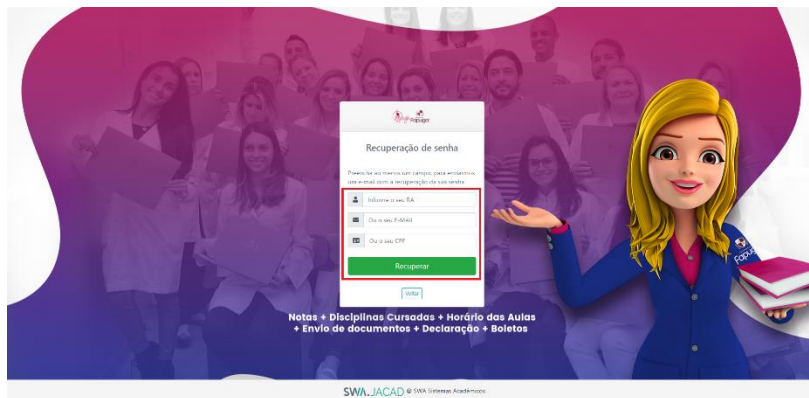 Fapuga
Recuperação de senha
Preencha ao menos um campo, para enviarmos
um e-mail com a recuperação da sua senha
Informe o seu RA
Ou o seu E-MAIL
Ou o seu CPF
Recuperar
Voltar
Notas + Disciplinas Cursadas + Horário das Aulas
+ Envio de documentos + Declaração + Boletos
SWA.JACAD @ SWA Sistemas Acadêmicos